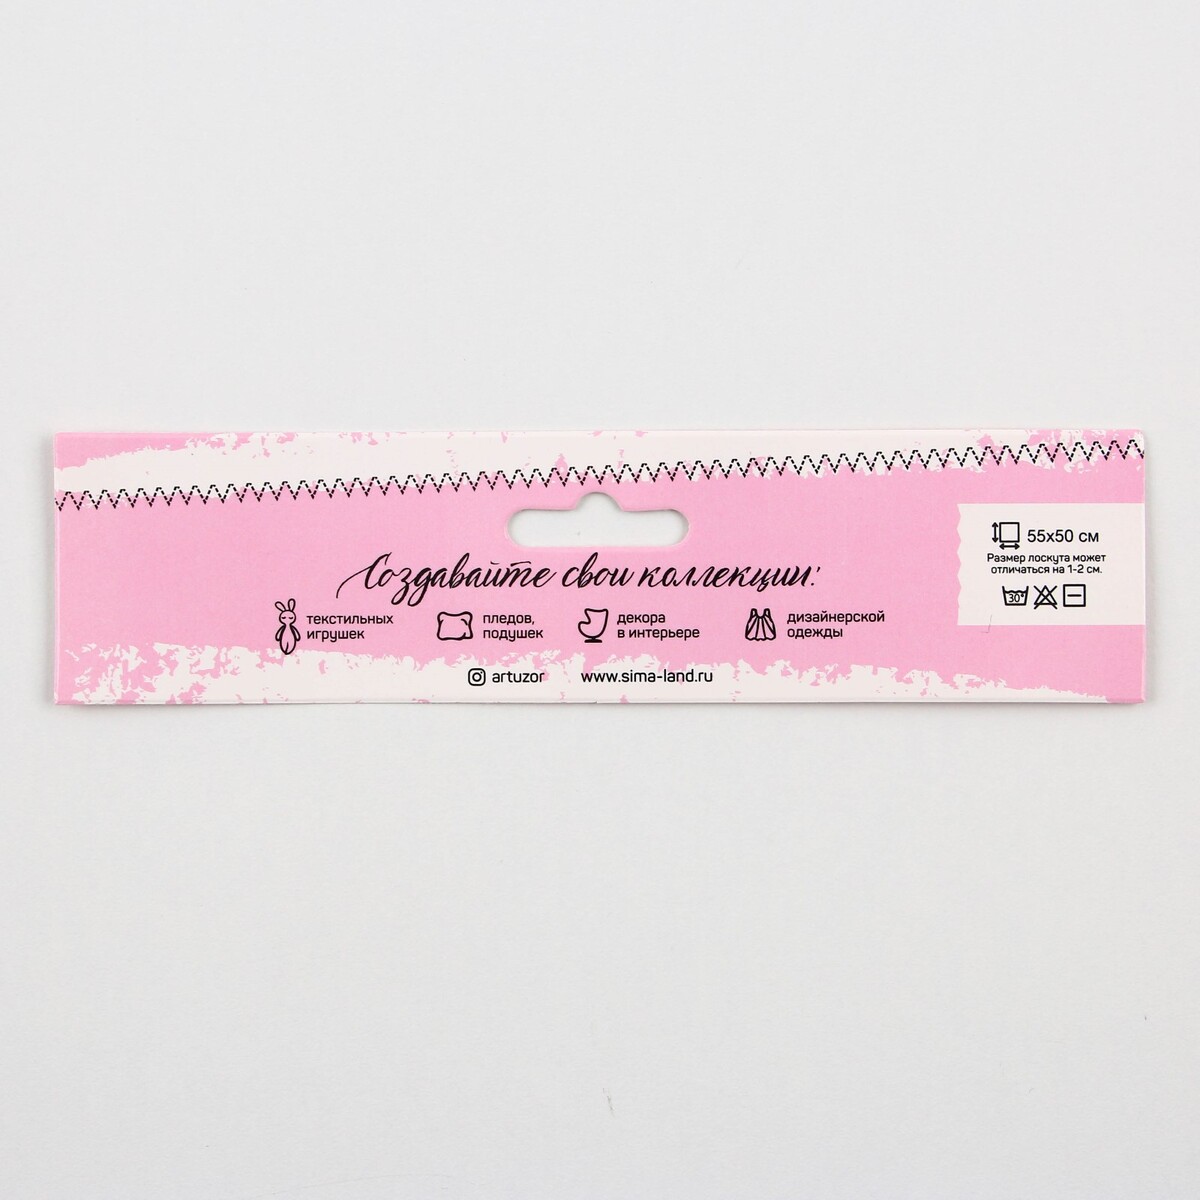 Создавайте свои коллекции:
текстильных
игрушек
пледов,
подушек
декора
в интерьере
дизайнерской
одежды
artuzor www.sima-land.ru
55х50 см
Размер лоскута может
отличаться на 1-2 см.
30°